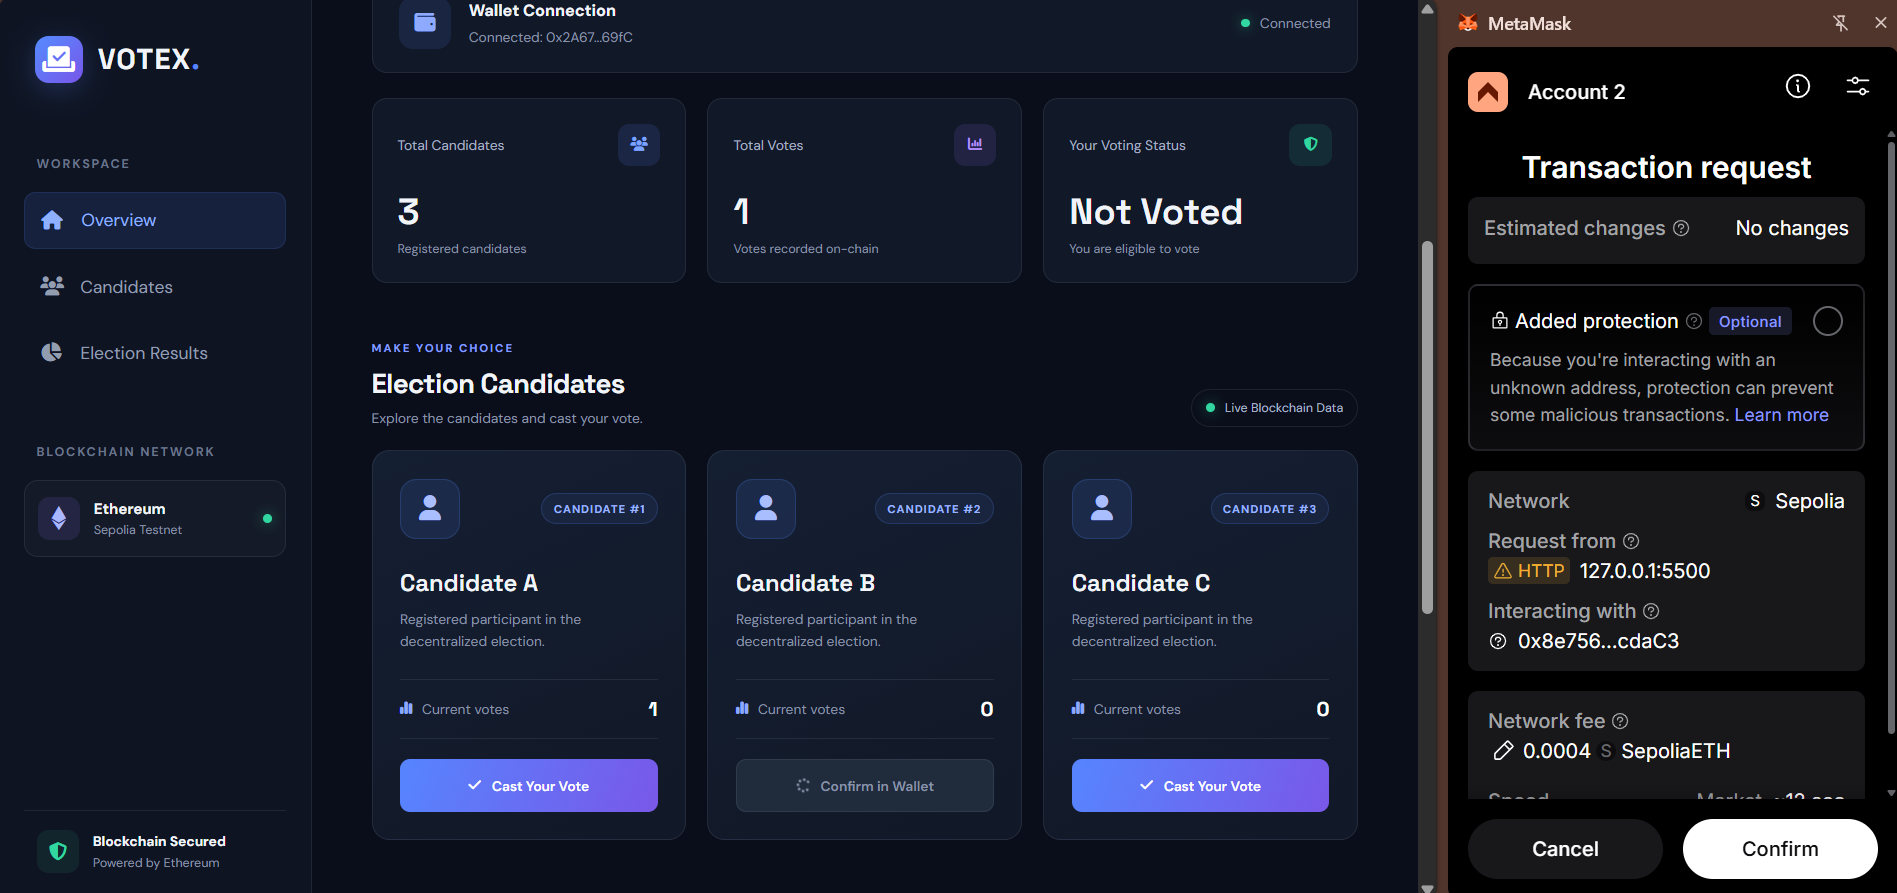 VOTEX.
WORKSPACE
Overview
Candidates
Election Results
BLOCKCHAIN NETWORK
Ethereum
Sepolia Testnet
Blockchain Secured
Powered by Ethereum
Wallet Connection
Connected: 0x2A67...69fC
Connected
Total Candidates
3
Registered candidates
Total Votes
1
Votes recorded on-chain
Your Voting Status
Not Voted
You are eligible to vote
MAKE YOUR CHOICE
Election Candidates
Explore the candidates and cast your vote.
Live Blockchain Data
CANDIDATE #1
Candidate A
Registered participant in the
decentralized election.
Current votes 1
Cast Your Vote
CANDIDATE #2
Candidate B
Registered participant in the
decentralized election.
Current votes 0
Confirm in Wallet
CANDIDATE #3
Candidate C
Registered participant in the
decentralized election.
Current votes 0
Cast Your Vote
MetaMask
Account 2
Transaction request
Estimated changes No changes
Added protection Optional
Because you're interacting with an
unknown address, protection can prevent
some malicious transactions. Learn more
Network S Sepolia
Request from
HTTP 127.0.0.1:5500
Interacting with
0x8e756...cdaC3
Network fee
0.0004 S SepoliaETH
Speed Market ~12 sec
Cancel
Confirm